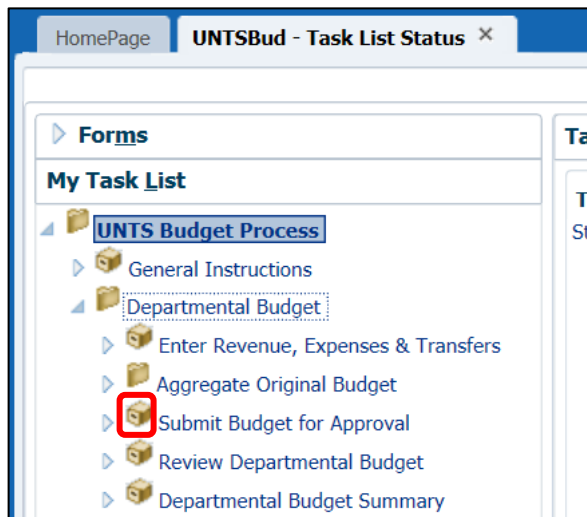 HomePage
UNTSBud - Task List Status ×
Forms
My Task List
UNTS Budget Process
General Instructions
Departmental Budget
Enter Revenue, Expenses & Transfers
Aggregate Original Budget
Submit Budget for Approval
Review Departmental Budget
Departmental Budget Summary